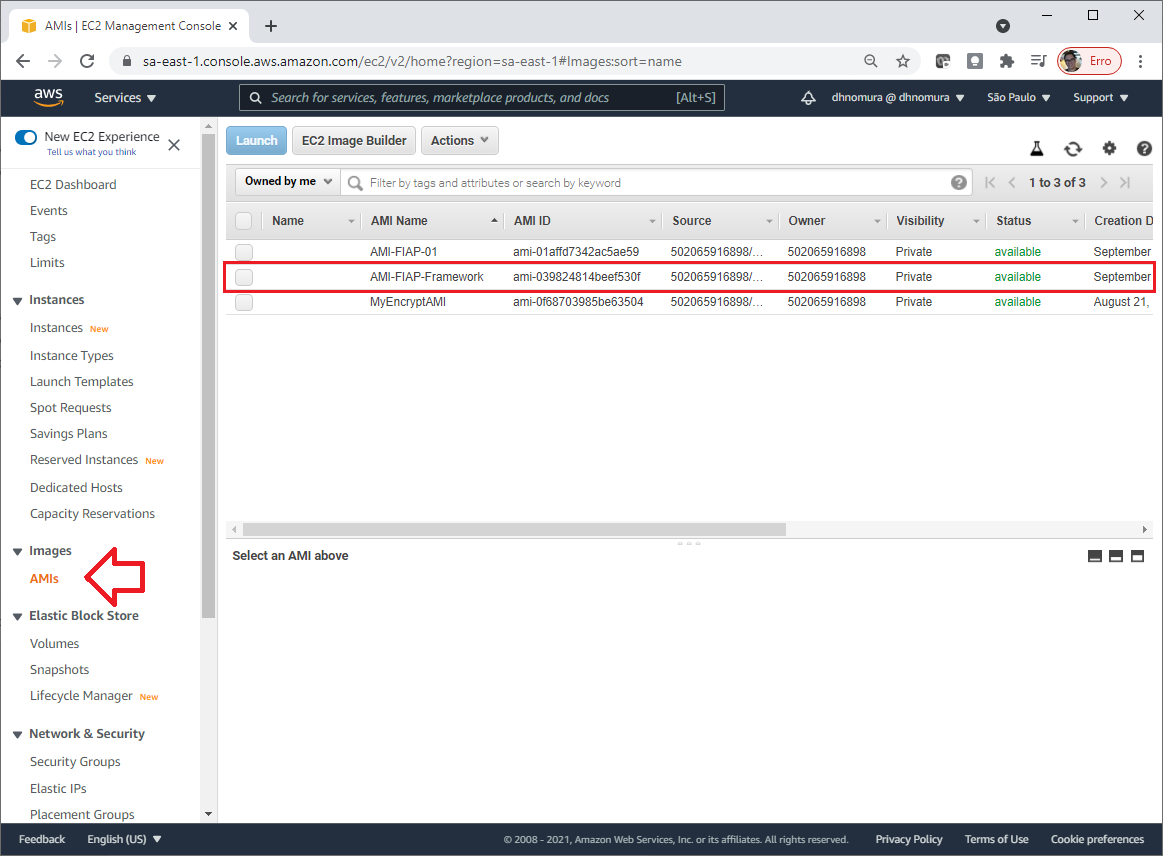 AMIs | EC2 Management Console
sa-east-1.console.aws.amazon.com/ec2/v2/home?region=sa-east-1#Images:sort=name
Erro
aws
Services
Search for services, features, marketplace products, and docs
[Alt+S]
dhnomura @ dhnomura
São Paulo
Support
New EC2 Experience
Tell us what you think
EC2 Dashboard
Events
Tags
Limits
Instances
Instances New
Instance Types
Launch Templates
Spot Requests
Savings Plans
Reserved Instances New
Dedicated Hosts
Capacity Reservations
Images
AMIs
Elastic Block Store
Volumes
Snapshots
Lifecycle Manager New
Network & Security
Security Groups
Elastic IPs
Placement Groups
Launch
EC2 Image Builder
Actions
Owned by me
Filter by tags and attributes or search by keyword
1 to 3 of 3
Name AMI Name AMI ID Source Owner Visibility Status Creation D
AMI-FIAP-01 ami-01affd7342ac5ae59 502065916898/... 502065916898 Private available September
AMI-FIAP-Framework ami-039824814beef530f 502065916898/... 502065916898 Private available September
MyEncryptAMI ami-0f68703985be63504 502065916898/... 502065916898 Private available August 21,
Select an AMI above
Feedback
English (US)
© 2008 - 2021, Amazon Web Services, Inc. or its affiliates. All rights reserved.
Privacy Policy
Terms of Use
Cookie preferences